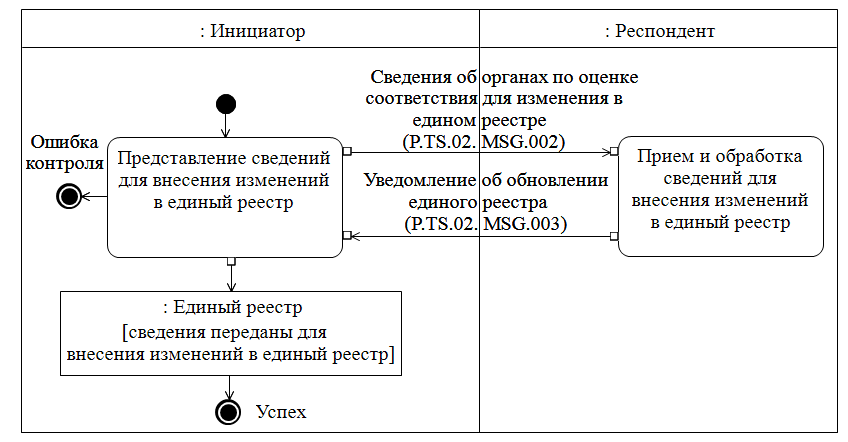 : Инициатор
: Респондент
Сведения об органах по оценке
соответствия для изменения в
едином реестре
(P.TS.02. MSG.002)
Ошибка
контроля
Представление сведений
для внесения изменений
в единый реестр
Прием и обработка
сведений для
внесения изменений
в единый реестр
Уведомление об обновлении
единого реестра
(P.TS.02. MSG.003)
: Единый реестр
[сведения переданы для
внесения изменений в единый реестр]
Успех